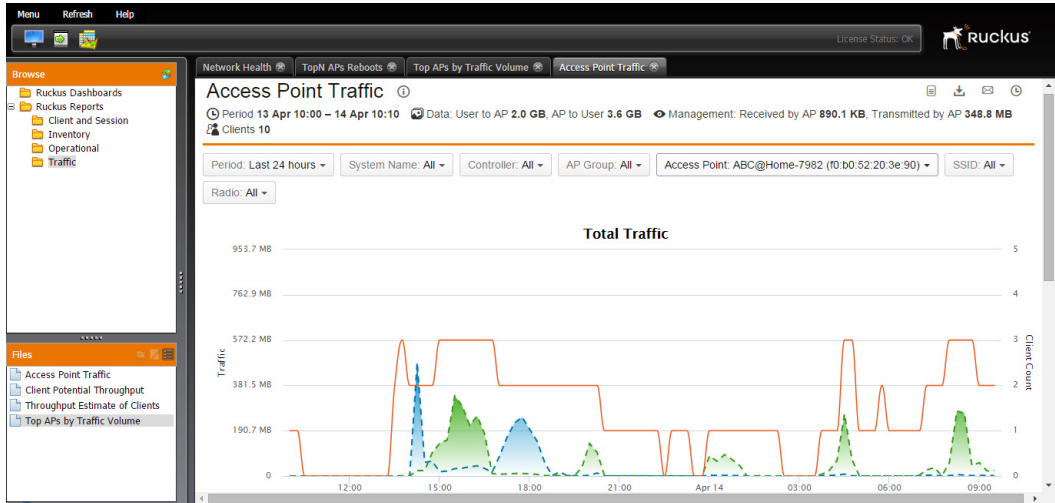 Menu Refresh Help
License Status: OK
Ruckus
Browse
Ruckus Dashboards
Ruckus Reports
Client and Session
Inventory
Operational
Traffic
Files
Access Point Traffic
Client Potential Throughput
Throughput Estimate of Clients
Top APs by Traffic Volume
Network Health TopN APs Reboots Top APs by Traffic Volume Access Point Traffic
Access Point Traffic
Period 13 Apr 10:00 – 14 Apr 10:10 Data: User to AP 2.0 GB, AP to User 3.6 GB Management: Received by AP 890.1 KB, Transmitted by AP 348.8 MB
Clients 10
Period: Last 24 hours System Name: All Controller: All AP Group: All Access Point: ABC@Home-7982 (f0:b0:52:20:3e:90) SSID: All
Radio: All
Total Traffic
953.7 MB 5
762.9 MB 4
572.2 MB 3
381.5 MB 2
190.7 MB 1
0 0
Traffic
Client Count
12:00 15:00 18:00 21:00 Apr 14 03:00 06:00 09:00